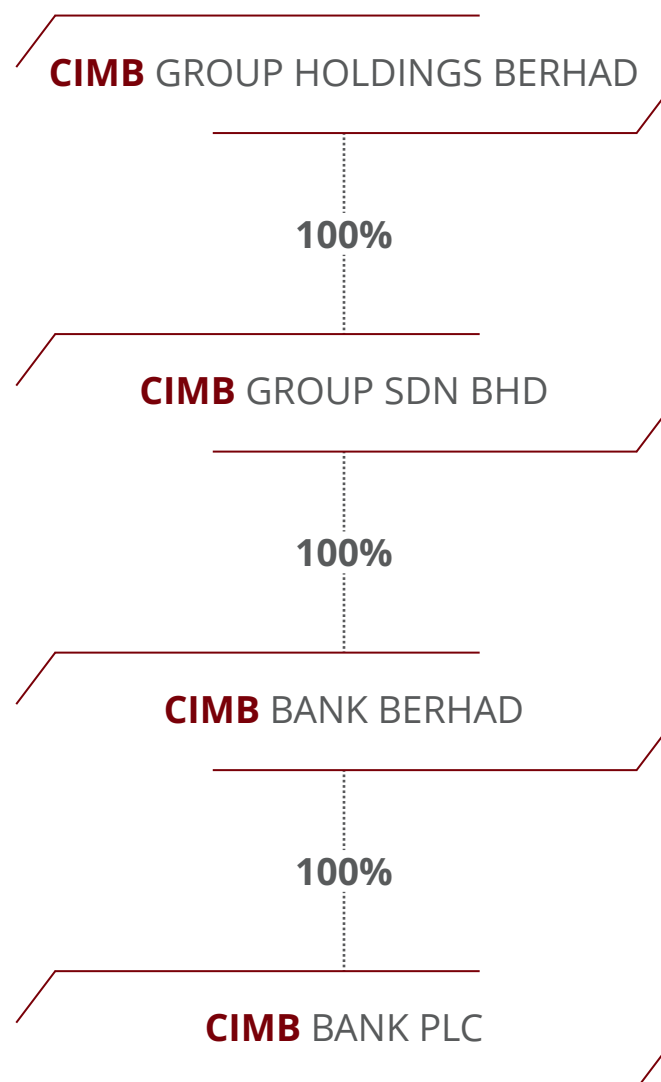 CIMB GROUP HOLDINGS BERHAD
100%
CIMB GROUP SDN BHD
100%
CIMB BANK BERHAD
100%
CIMB BANK PLC